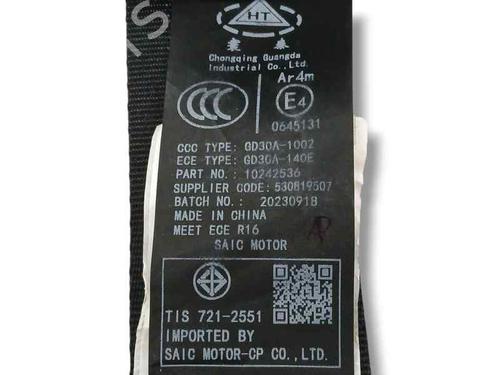 HT
Chongqing Guangda
Industrial Co.,Ltd.
Ar4m
CCC
E4
0645131
CCC TYPE: GD30A-1002
ECE TYPE: GD30A-140E
PART NO.: 10242536
SUPPLIER CODE: 530819507
BATCH NO.: 20230918
MADE IN CHINA
MEET ECE R16
SAIC MOTOR
TIS 721-2551
IMPORTED BY
SAIC MOTOR-CP CO.,LTD.